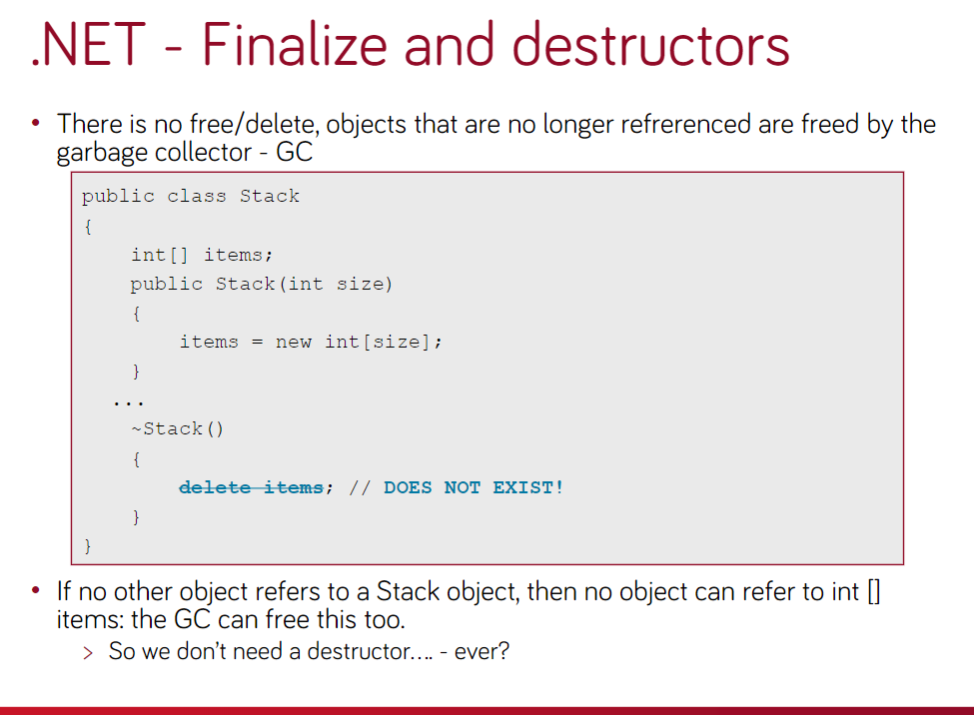 .NET - Finalize and destructors
• There is no free/delete, objects that are no longer refrerenced are freed by the
garbage collector - GC
public class Stack
{
int[] items;
public Stack(int size)
{
items = new int[size];
}
...
~Stack()
{
delete items; // DOES NOT EXIST!
}
}
• If no other object refers to a Stack object, then no object can refer to int []
items: the GC can free this too.
> So we don't need a destructor.... - ever?